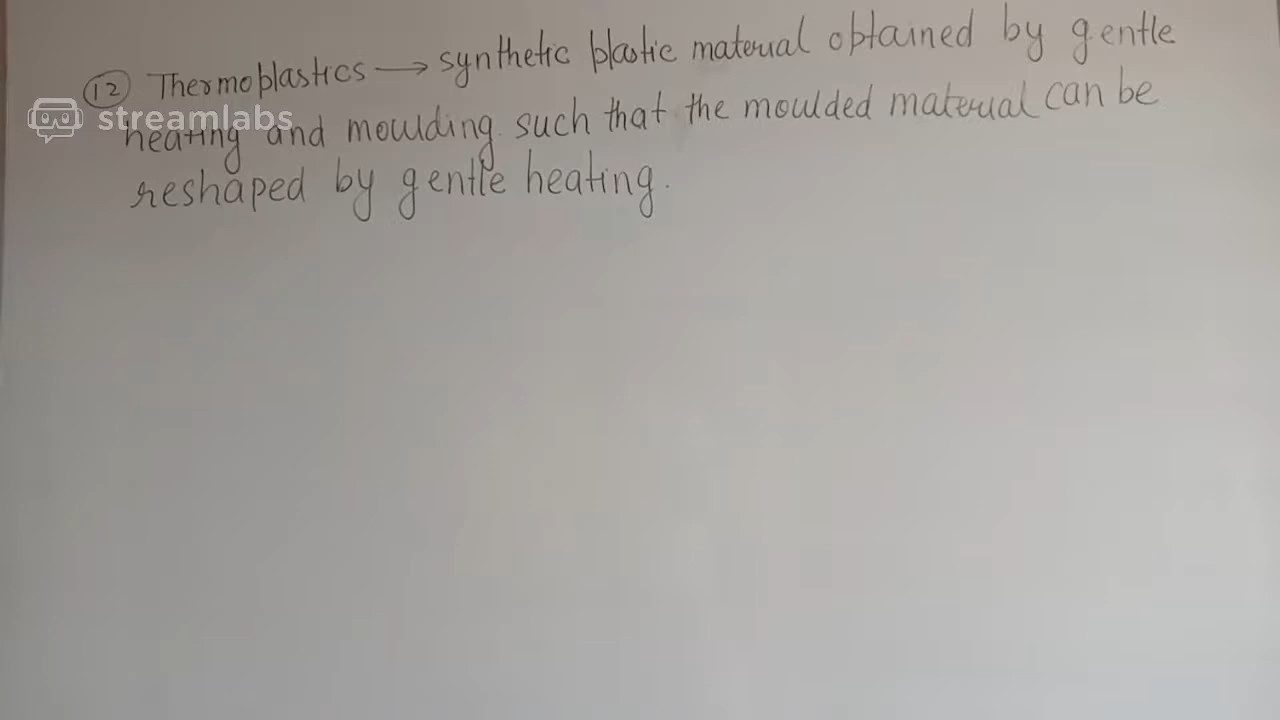 ⑫ Thermoplastics → synthetic plastic material obtained by gentle
streamlabs
heating and moulding such that the moulded material can be
reshaped by gentle heating.